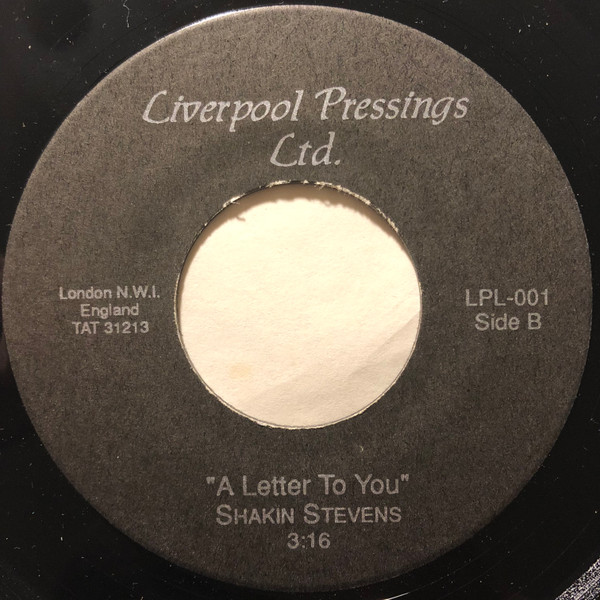 Liverpool Pressings
Ltd.
London N.W.I.
England
TAT 31213
LPL-001
Side B
"A Letter To You"
SHAKIN STEVENS
3:16